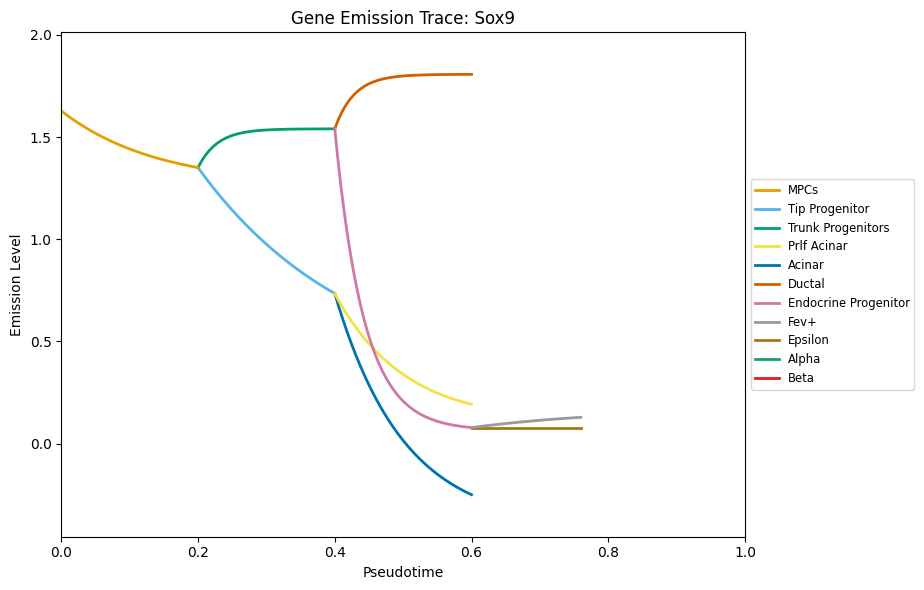 Gene Emission Trace: Sox9
2.0
1.5
1.0
0.5
0.0
Emission Level
0.0
0.2
0.4
0.6
0.8
1.0
Pseudotime
MPCs
Tip Progenitor
Trunk Progenitors
Prlf Acinar
Acinar
Ductal
Endocrine Progenitor
Fev+
Epsilon
Alpha
Beta